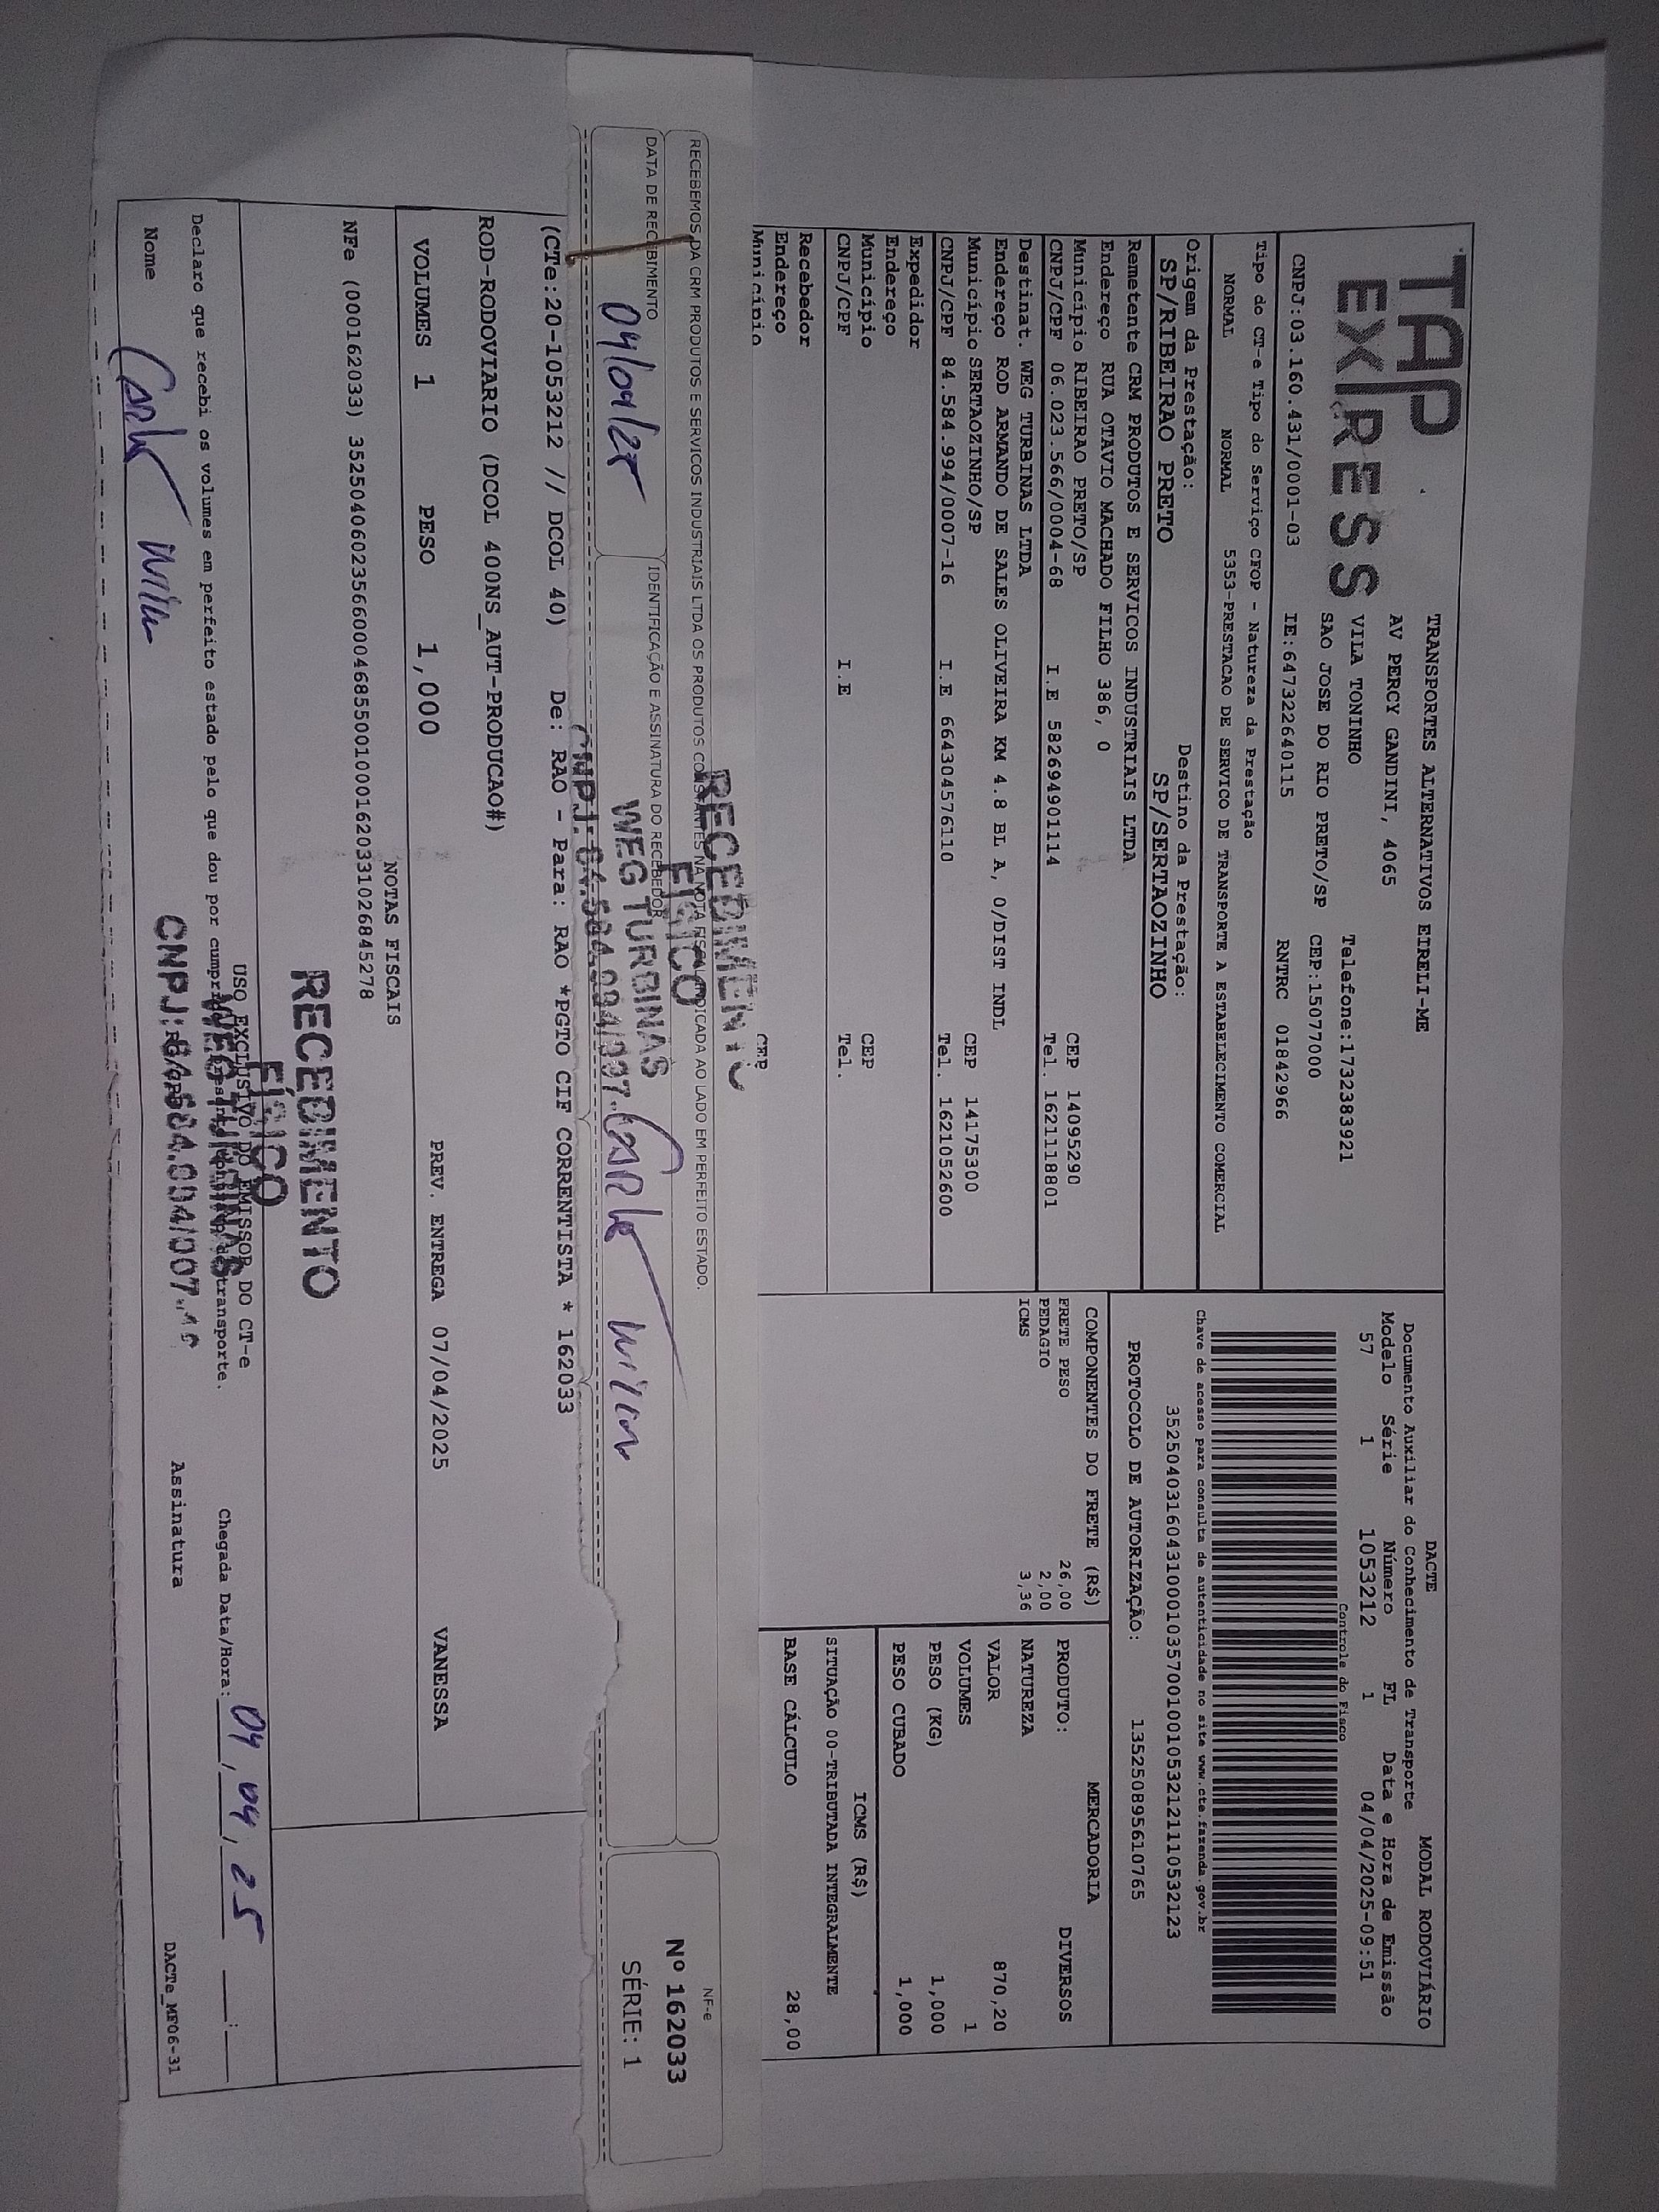 TAP
EXPRESS
TRANSPORTES ALTERNATIVOS EIRELI-ME
AV PERCY GANDINI, 4065
VILA TONINHO Telefone:1732383921
SAO JOSE DO RIO PRETO/SP CEP:15077000
CNPJ:03.160.431/0001-03 IE:647322640115 RNTRC 01842966
Tipo do CT-e Tipo do Serviço CFOP - Natureza da Prestação
NORMAL NORMAL 5353-PRESTACAO DE SERVICO DE TRANSPORTE A ESTABELECIMENTO COMERCIAL
Origem da Prestação: Destino da Prestação:
SP/RIBEIRAO PRETO SP/SERTAOZINHO
Remetente CRM PRODUTOS E SERVICOS INDUSTRIAIS LTDA
Endereço RUA OTAVIO MACHADO FILHO 386, 0
Município RIBEIRAO PRETO/SP CEP 14095290
CNPJ/CPF 06.023.566/0004-68 I.E 582694901114 Tel. 1621118801
Destinat. WEG TURBINAS LTDA
Endereço ROD ARMANDO DE SALES OLIVEIRA KM 4.8 BL A, 0/DIST INDL
Município SERTAOZINHO/SP CEP 14175300
CNPJ/CPF 84.584.994/0007-16 I.E 664304576110 Tel. 1621052600
Expedidor
Endereço
Município CEP
CNPJ/CPF I.E Tel.
Recebedor
Endereço
Município CEP
DACTE MODAL RODOVIÁRIO
Documento Auxiliar do Conhecimento de Transporte
Modelo Série Número FL Data e Hora de Emissão
57 1 1053212 1 04/04/2025-09:51
Controle do Fisco
Chave de acesso para consulta de autenticidade no site www.cte.fazenda.gov.br
35250403160431000103570010010532121110532123
PROTOCOLO DE AUTORIZAÇÃO: 135250895610765
COMPONENTES DO FRETE (R$)
FRETE PESO 26,00
PEDAGIO 2,00
ICMS 3,36
MERCADORIA
PRODUTO: DIVERSOS
NATUREZA
VALOR 870,20
VOLUMES 1
PESO (KG) 1,000
PESO CUBADO 1,000
ICMS (R$)
SITUAÇÃO 00-TRIBUTADA INTEGRALMENTE
BASE CÁLCULO 28,00
RECEBEMOS DA CRM PRODUTOS E SERVICOS INDUSTRIAIS LTDA OS PRODUTOS CONSTANTES NA NOTA FISCAL INDICADA AO LADO EM PERFEITO ESTADO.
DATA DE RECEBIMENTO
04/04/25
IDENTIFICAÇÃO E ASSINATURA DO RECEBEDOR
RECEBIMENTO
FÍSICO
WEG TURBINAS
NF-e
Nº 162033
SÉRIE: 1
(CTe:20-1053212 // DCOL 40) De: RAO - Para: RAO *PGTO CIF CORRENTISTA * 162033
ROD-RODOVIARIO (DCOL 400NS_AUT-PRODUCAO#)
VOLUMES 1 PESO 1,000 PREV. ENTREGA 07/04/2025 VANESSA
NOTAS FISCAIS
NFe (000162033) 35250406023566000468550010001620331026845278
RECEBIMENTO
FÍSICO
WEG TURBINAS
USO EXCLUSIVO DO EMISSOR DO CT-e
Declaro que recebi os volumes em perfeito estado pelo que dou por cumprido o presente contrato de transporte.
Chegada Data/Hora: 04, 04, 25
Nome RG/CPF Assinatura
DACTe_MF06-31